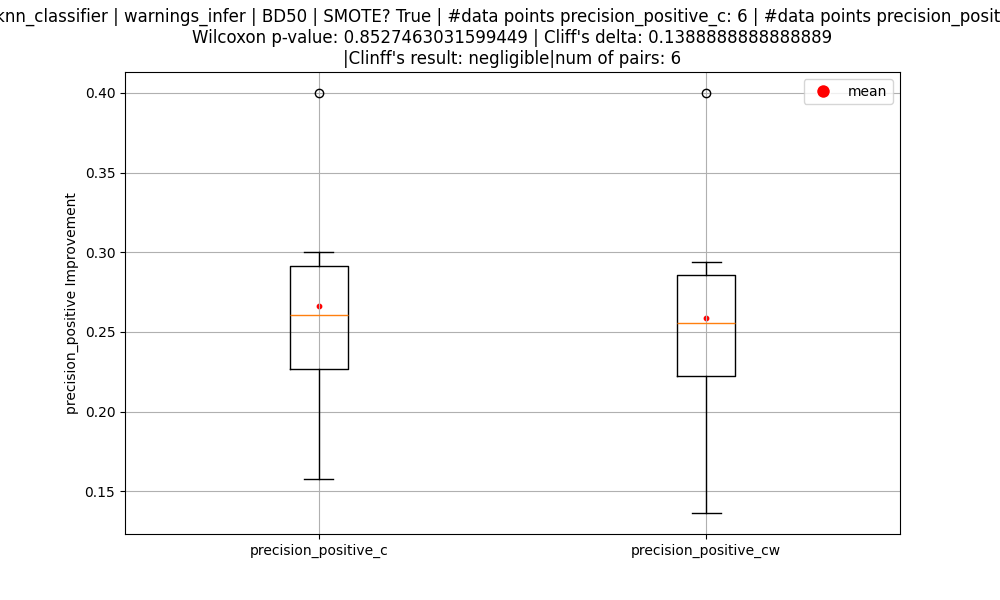 knn_classifier | warnings_infer | BD50 | SMOTE? True | #data points precision_positive_c: 6 | #data points
Wilcoxon p-value: 0.8527463031599449 | Cliff's delta: 0.1388888888888889
|Clinff's result: negligible|num of pairs: 6
mean
0.40
0.35
0.30
0.25
0.20
0.15
precision_positive Improvement
precision_positive_c
precision_positive_cw